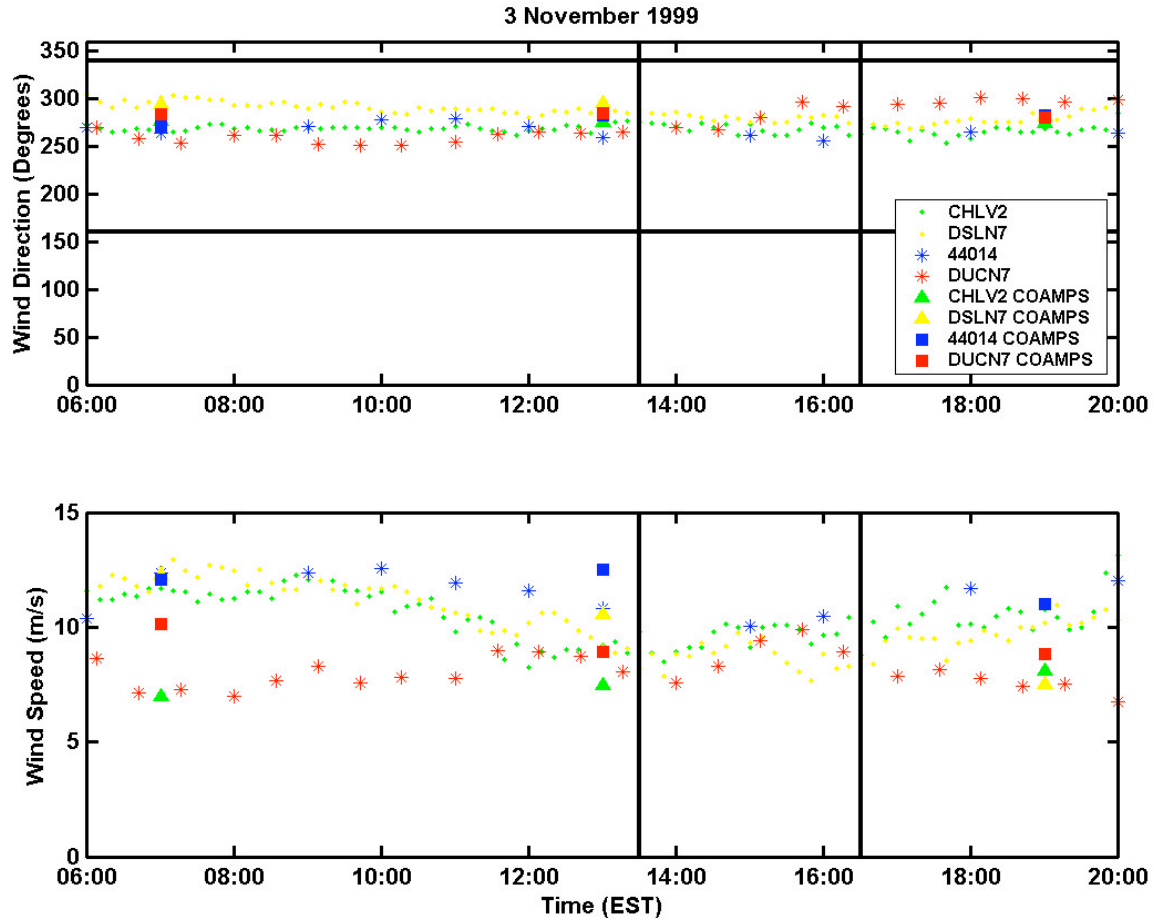 3 November 1999
Wind Direction (Degrees)
350
300
250
200
150
100
50
0
06:00 08:00 10:00 12:00 14:00 16:00 18:00 20:00
CHLV2
DSLN7
44014
DUCN7
CHLV2 COAMPS
DSLN7 COAMPS
44014 COAMPS
DUCN7 COAMPS
Wind Speed (m/s)
15
10
5
0
06:00 08:00 10:00 12:00 14:00 16:00 18:00 20:00
Time (EST)